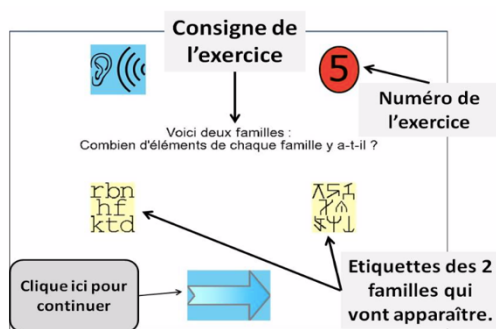 Consigne de
l'exercice
5
Numéro de
l'exercice
Voici deux familles :
Combien d'éléments de chaque famille y a-t-il ?
rbn
hf
ktd
Clique ici pour
continuer
Etiquettes des 2
familles qui
vont apparaître.